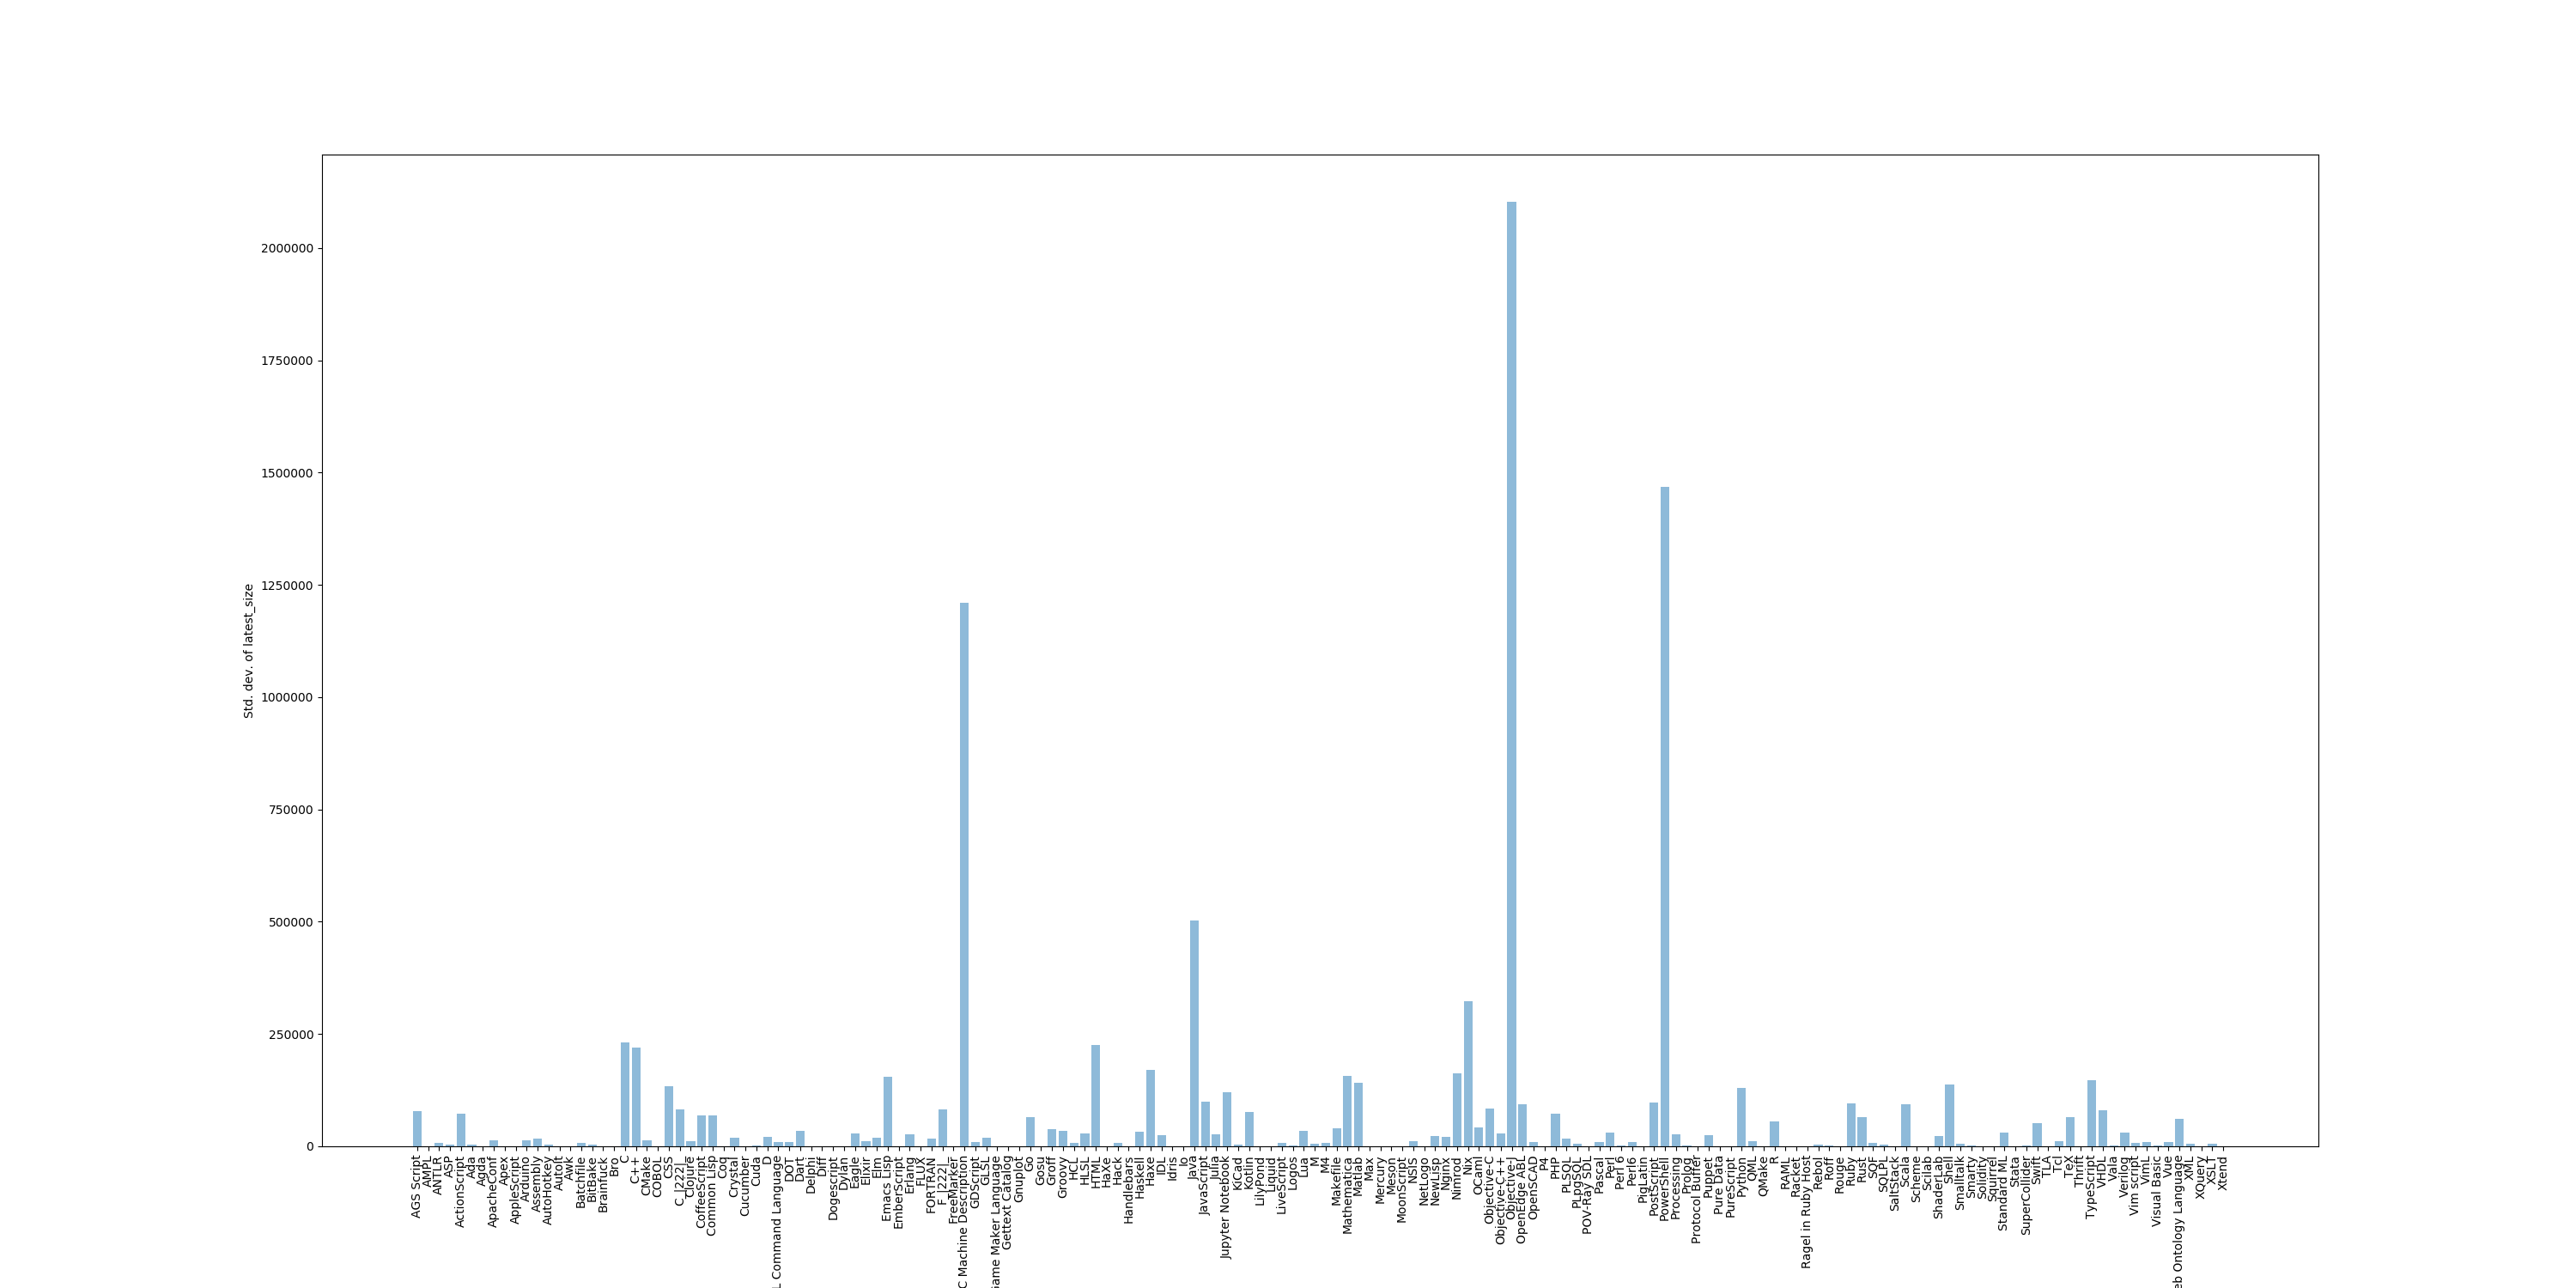 Std. dev. of latest_size
2000000
1750000
1500000
1250000
1000000
750000
500000
250000
0
AGS Script
AMPL
ANTLR
ASP
ActionScript
Ada
Agda
ApacheConf
Apex
AppleScript
Arduino
Assembly
AutoHotkey
AutoIt
Awk
Batchfile
BitBake
Brainfuck
Bro
C
C++
CMake
COBOL
CSS
C_|222|_
Clojure
CoffeeScript
Common Lisp
Coq
Crystal
Cucumber
Cuda
D
L Command Language
DOT
Dart
Delphi
Diff
Dogescript
Dylan
Eagle
Elixir
Elm
Emacs Lisp
EmberScript
Erlang
FLUX
FORTRAN
F_|222|_
FreeMarker
C Machine Description
GDScript
GLSL
Game Maker Language
Gettext Catalog
Gnuplot
Go
Gosu
Groff
Groovy
HCL
HLSL
HTML
HaXe
Hack
Handlebars
Haskell
Haxe
IDL
Idris
Io
Java
JavaScript
Julia
Jupyter Notebook
KiCad
Kotlin
LilyPond
Liquid
LiveScript
Logos
Lua
M
M4
Makefile
Mathematica
Matlab
Max
Mercury
Meson
MoonScript
NSIS
NetLogo
NewLisp
Nginx
Nimrod
Nix
OCaml
Objective-C
Objective-C++
Objective-J
OpenEdge ABL
OpenSCAD
P4
PHP
PLSQL
PLpgSQL
POV-Ray SDL
Pascal
Perl
Perl 6
Perl6
PigLatin
PostScript
PowerShell
Processing
Prolog
Protocol Buffer
Puppet
Pure Data
PureScript
Python
QML
QMake
R
RAML
Racket
Ragel in Ruby Host
Rebol
Roff
Rouge
Ruby
Rust
SQF
SQLPL
SaltStack
Scala
Scheme
Scilab
ShaderLab
Shell
Smalltalk
Smarty
Solidity
Squirrel
Standard ML
Stata
SuperCollider
Swift
TLA
Tcl
TeX
Thrift
TypeScript
VHDL
Vala
Verilog
Vim script
VimL
Visual Basic
Vue
eb Ontology Language
XML
XQuery
XSLT
Xtend